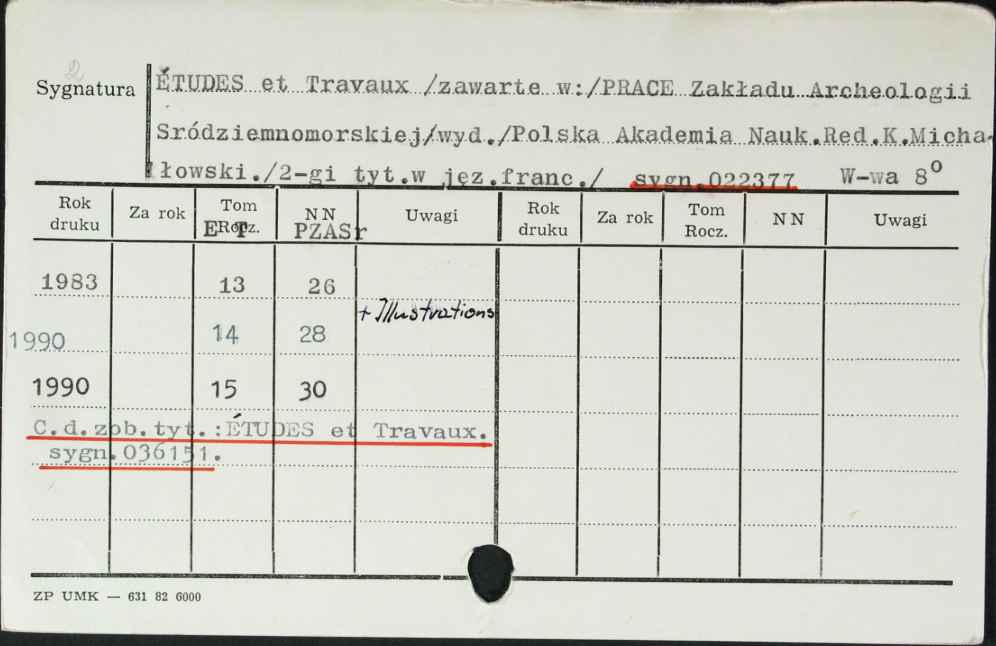 2
Sygnatura
ÉTUDES et Travaux /zawarte w:/PRACE Zakładu Archeologii
Sródziemnomorskiej/wyd./Polska Akademia Nauk.Red.K.Micha-
łowski./2-gi tyt.w jęz.franc./ sygn.022377 W-wa 8°
Rok druku Za rok Tom Rocz. NN Uwagi Rok druku Za rok Tom Rocz. NN Uwagi
E T PZASr
1983 13 26
+ Illustrations
1990 14 28
1990 15 30
C.d.zob.tyt.:ÉTUDES et Travaux.
sygn.036151.
ZP UMK — 631 82 6000